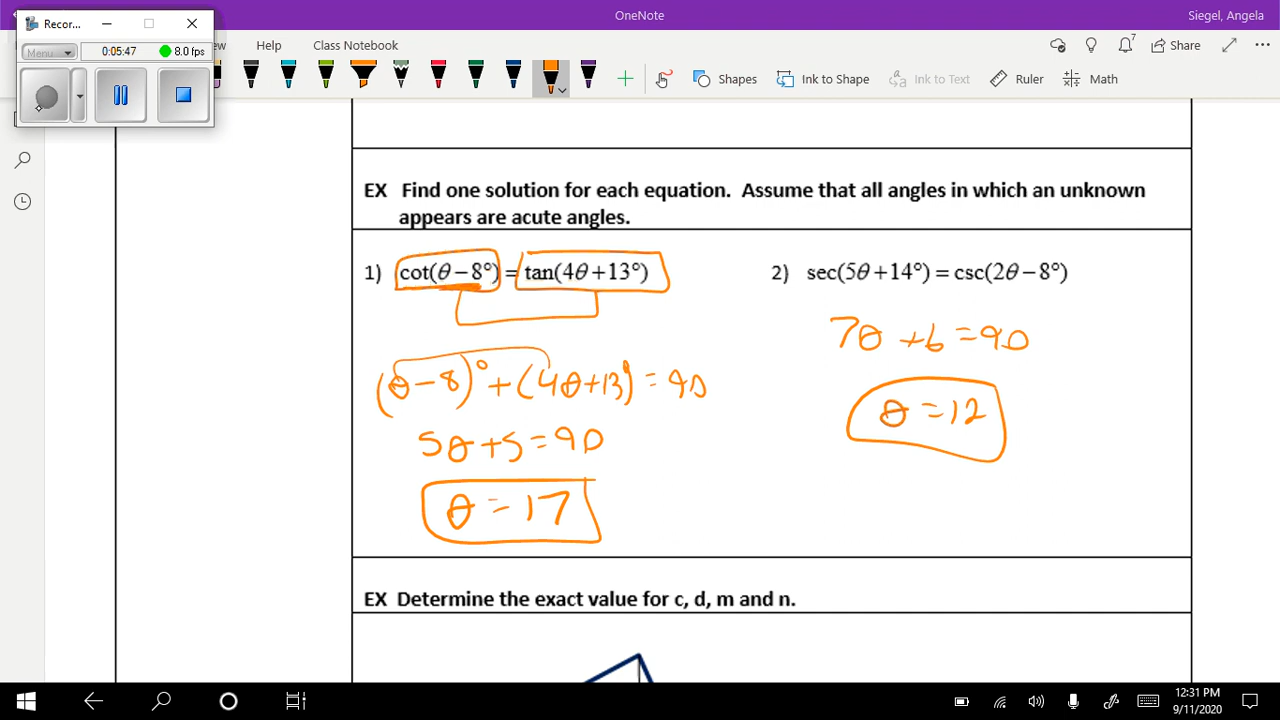 OneNote
Siegel, Angela
Recor...
Menu
0:05:47
8.0 fps
ew
Help
Class Notebook
Share
Shapes
Ink to Shape
Ink to Text
Ruler
Math
EX Find one solution for each equation. Assume that all angles in which an unknown
appears are acute angles.
1) cot(θ−8°) = tan(4θ+13°)
(θ−8)° + (4θ+13)° = 90
5θ+5=90
θ = 17
2) sec(5θ+14°) = csc(2θ−8°)
7θ +6 =90
θ =12
EX Determine the exact value for c, d, m and n.
12:31 PM
9/11/2020